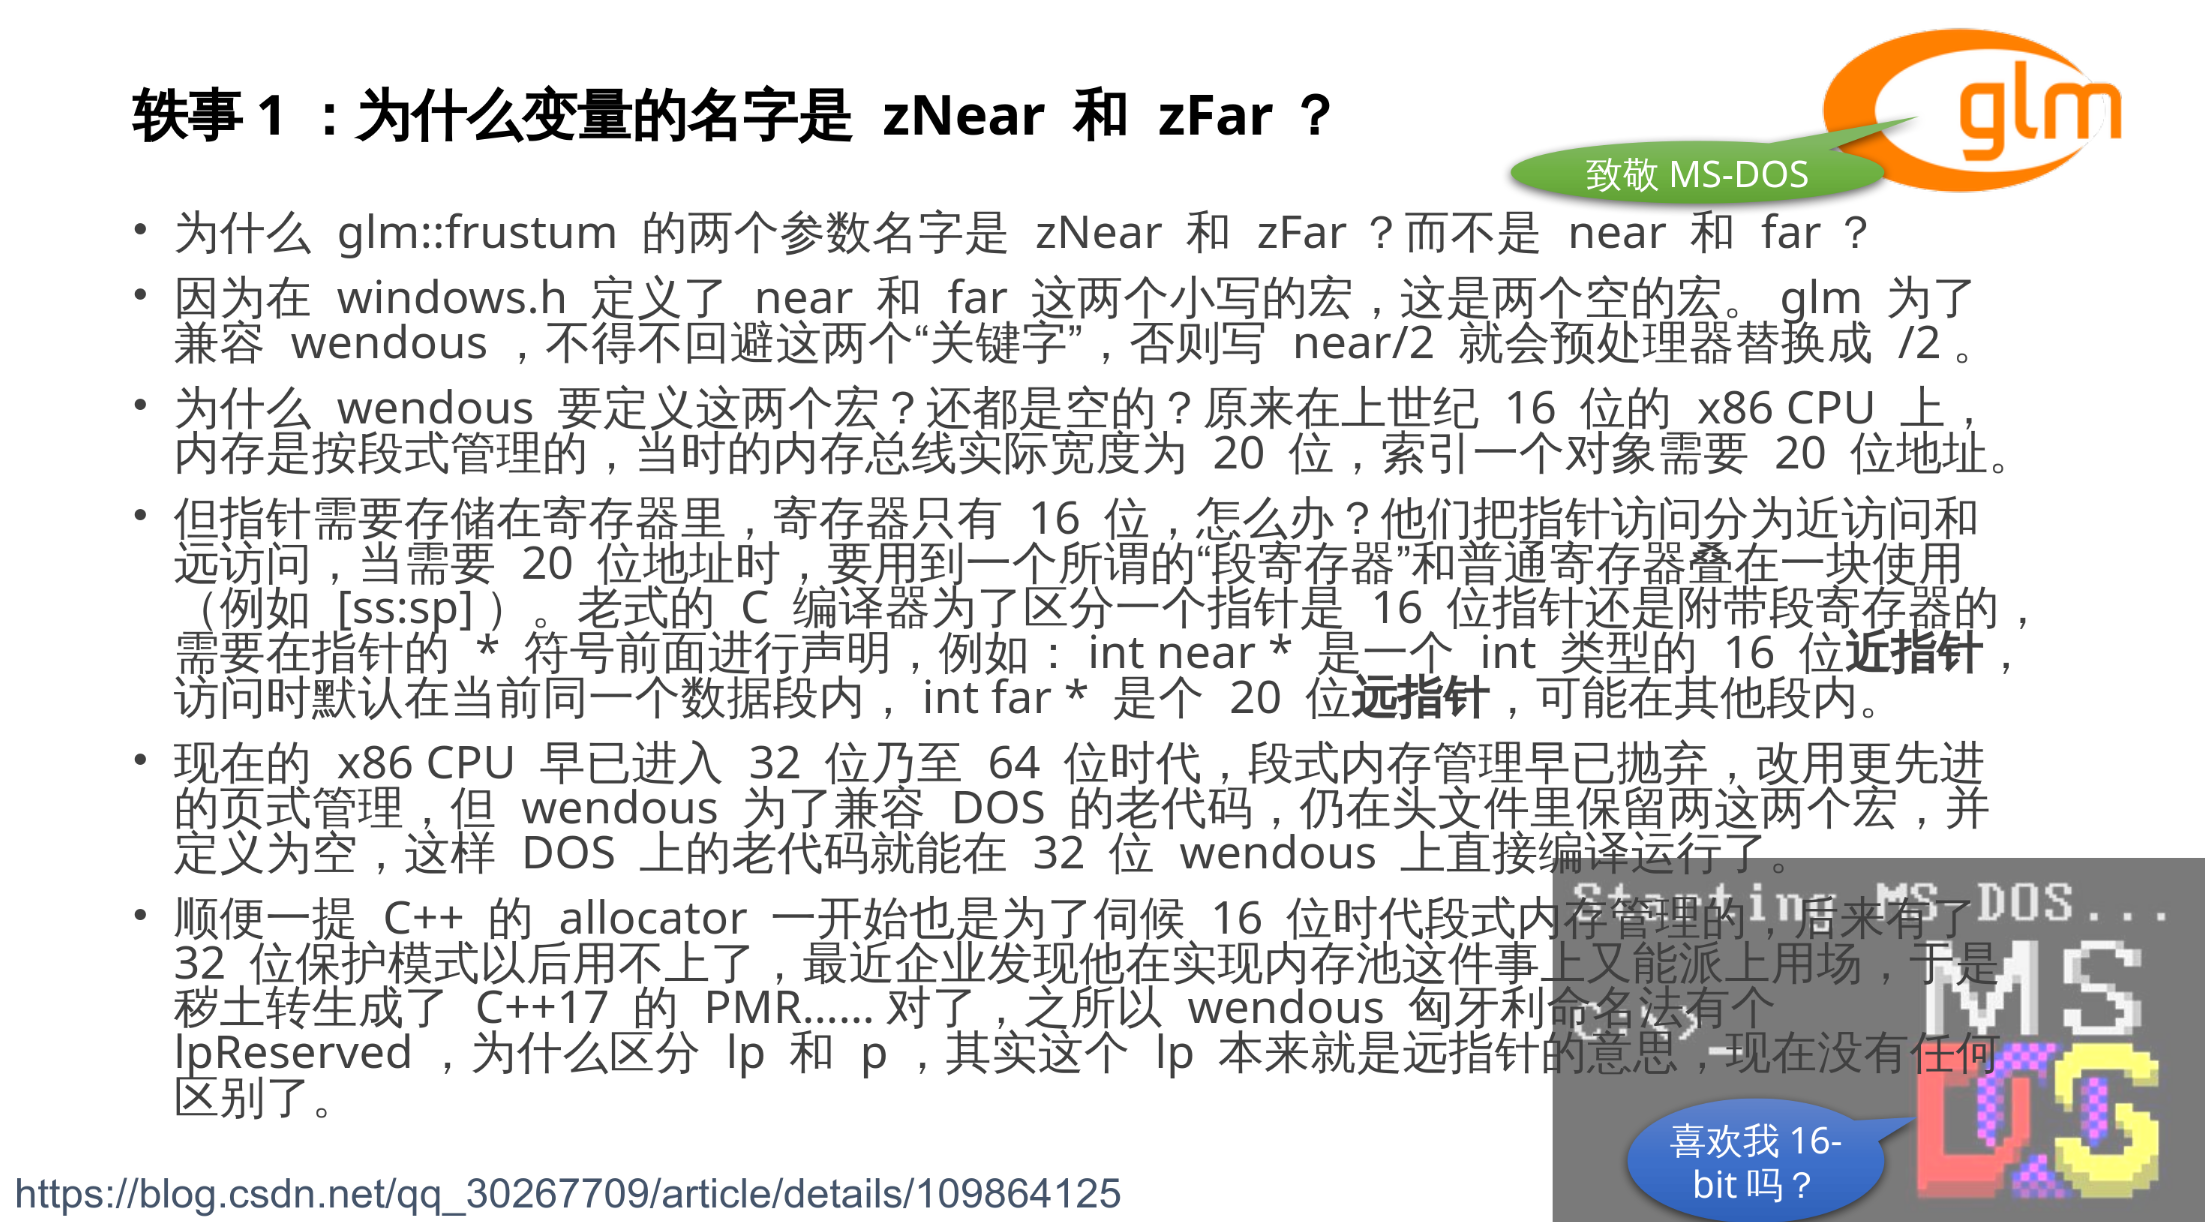 轶事 1 ：为什么变量的名字是 zNear 和 zFar ？
glm
致敬 MS-DOS
• 为什么 glm::frustum 的两个参数名字是 zNear 和 zFar ？而不是 near 和 far ？
• 因为在 windows.h 定义了 near 和 far 这两个小写的宏，这是两个空的宏。 glm 为了
兼容 wendous ，不得不回避这两个“关键字”，否则写 near/2 就会预处理器替换成 /2 。
• 为什么 wendous 要定义这两个宏？还都是空的？原来在上世纪 16 位的 x86 CPU 上，
内存是按段式管理的，当时的内存总线实际宽度为 20 位，索引一个对象需要 20 位地址。
• 但指针需要存储在寄存器里，寄存器只有 16 位，怎么办？他们把指针访问分为近访问和
远访问，当需要 20 位地址时，要用到一个所谓的“段寄存器”和普通寄存器叠在一块使用
（例如 [ss:sp] ）。老式的 C 编译器为了区分一个指针是 16 位指针还是附带段寄存器的，
需要在指针的 * 符号前面进行声明，例如： int near * 是一个 int 类型的 16 位近指针，
访问时默认在当前同一个数据段内， int far * 是个 20 位远指针，可能在其他段内。
• 现在的 x86 CPU 早已进入 32 位乃至 64 位时代，段式内存管理早已抛弃，改用更先进
的页式管理，但 wendous 为了兼容 DOS 的老代码，仍在头文件里保留两这两个宏，并
定义为空，这样 DOS 上的老代码就能在 32 位 wendous 上直接编译运行了。
• 顺便一提 C++ 的 allocator 一开始也是为了伺候 16 位时代段式内存管理的，后来有了
32 位保护模式以后用不上了，最近企业发现他在实现内存池这件事上又能派上用场，于是
秽土转生成了 C++17 的 PMR…… 对了，之所以 wendous 匈牙利命名法有个
lpReserved ，为什么区分 lp 和 p ，其实这个 lp 本来就是远指针的意思，现在没有任何
区别了。
Starting MS-DOS...
C:\>_
MS
DOS
喜欢我 16-
bit 吗？
https://blog.csdn.net/qq_30267709/article/details/109864125